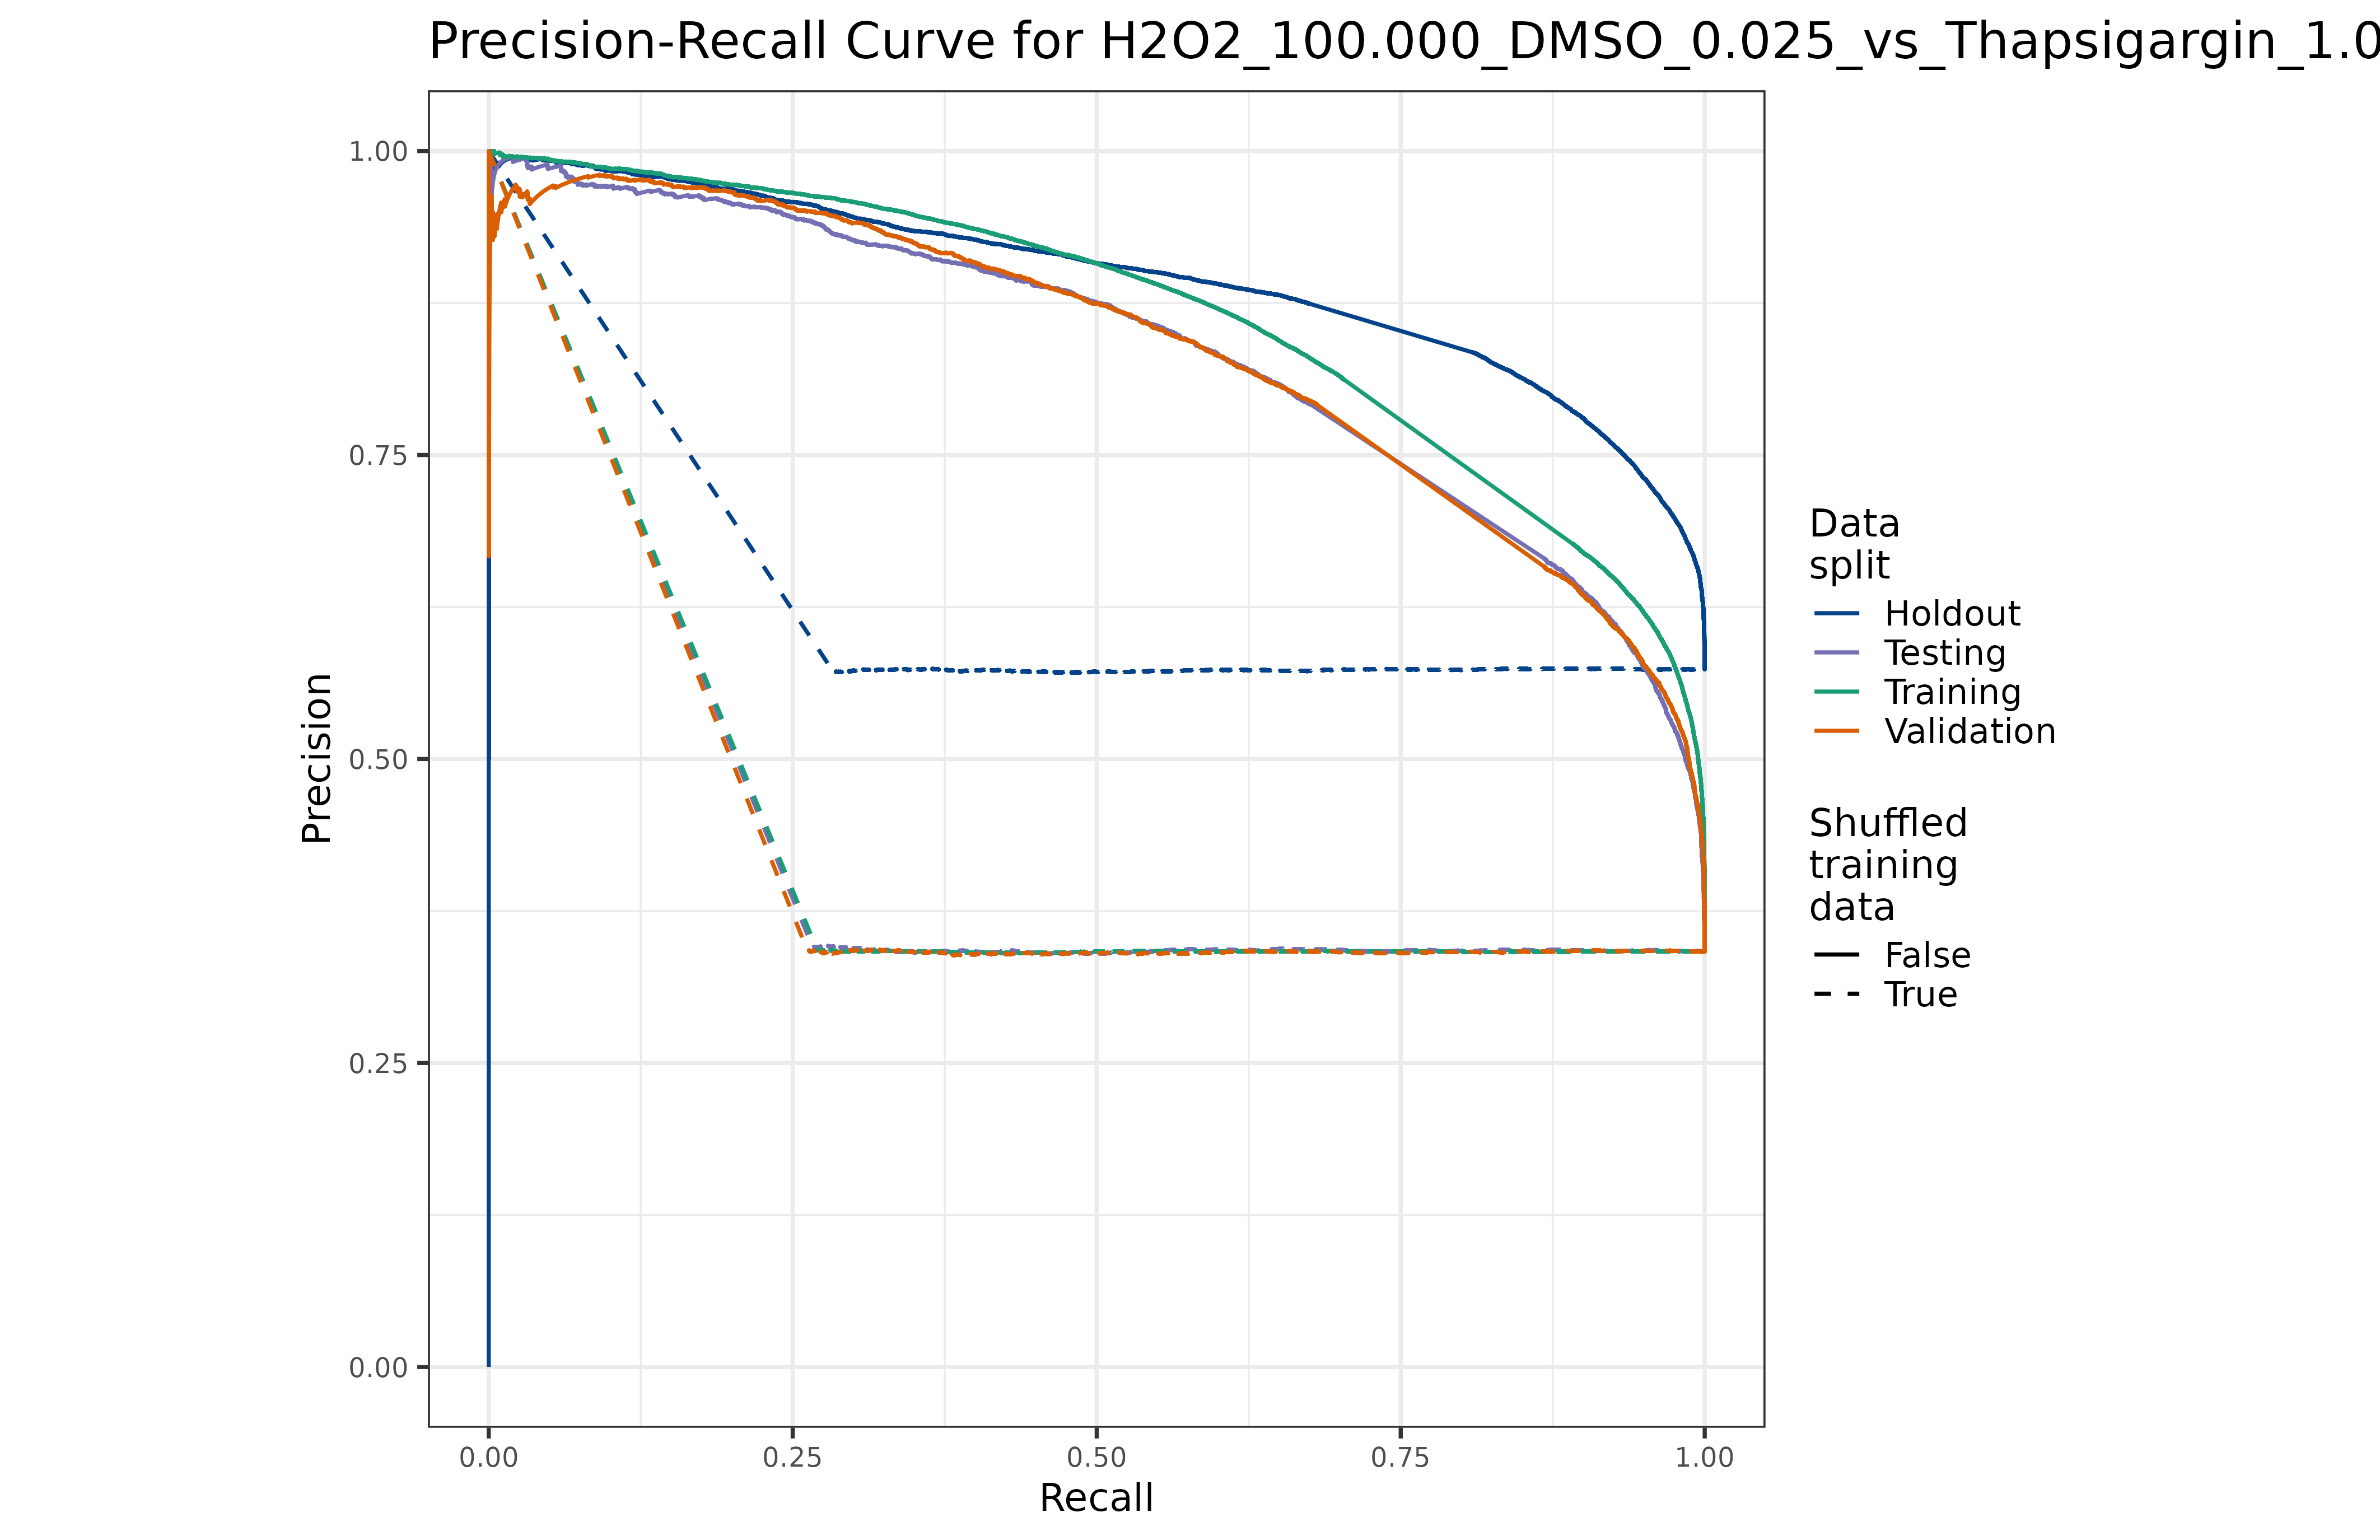 Precision-Recall Curve for H2O2_100.000_DMSO_0.025_vs_Thapsigargin_1.0
1.00
0.75
0.50
0.25
0.00
Precision
0.00 0.25 0.50 0.75 1.00
Recall
Data
split
Holdout
Testing
Training
Validation
Shuffled
training
data
False
True